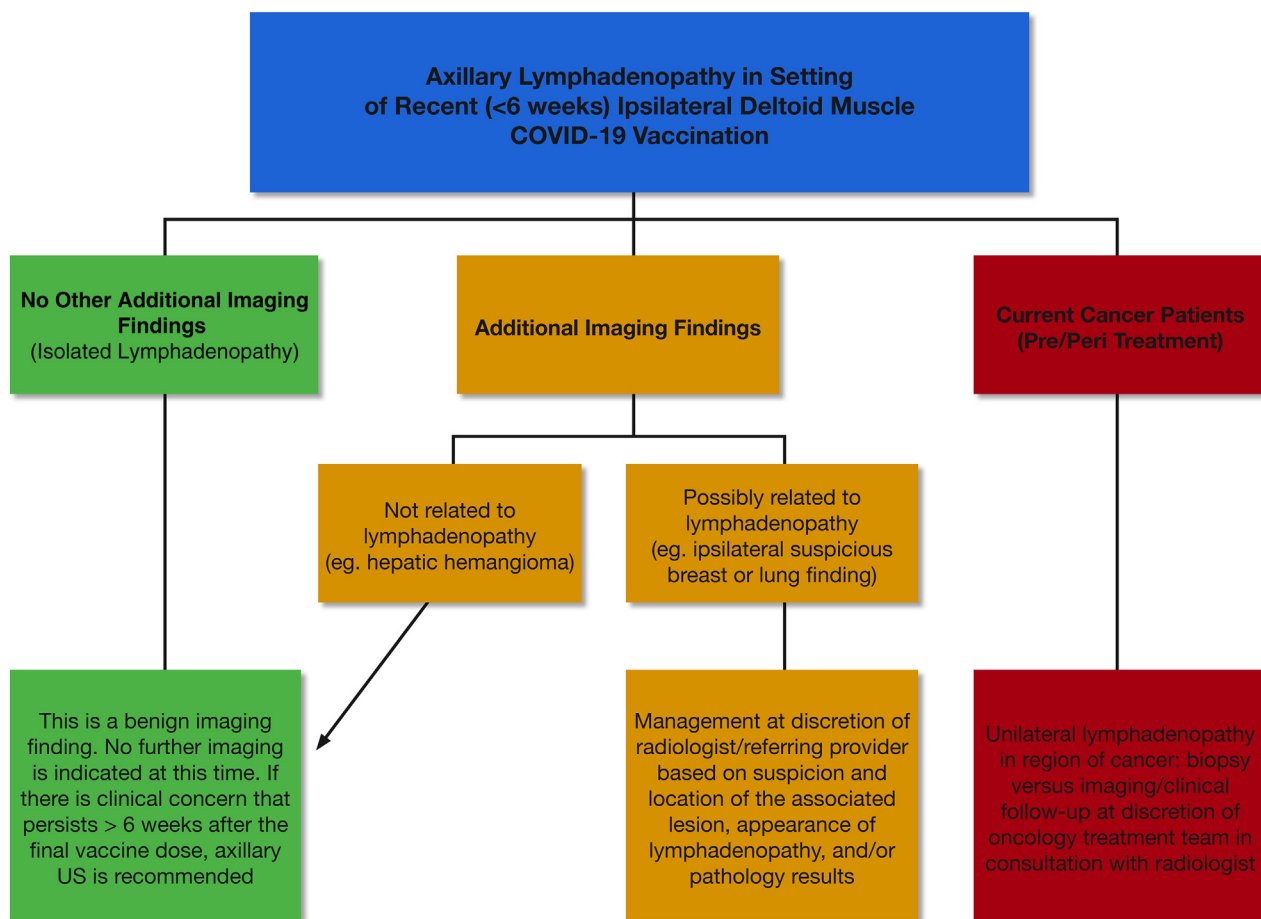 Axillary Lymphadenopathy in Setting
of Recent (<6 weeks) Ipsilateral Deltoid Muscle
COVID-19 Vaccination
No Other Additional Imaging
Findings
(Isolated Lymphadenopathy)
Additional Imaging Findings
Current Cancer Patients
(Pre/Peri Treatment)
Not related to
lymphadenopathy
(eg. hepatic hemangioma)
Possibly related to
lymphadenopathy
(eg. ipsilateral suspicious
breast or lung finding)
This is a benign imaging
finding. No further imaging
is indicated at this time. If
there is clinical concern that
persists > 6 weeks after the
final vaccine dose, axillary
US is recommended
Management at discretion of
radiologist/referring provider
based on suspicion and
location of the associated
lesion, appearance of
lymphadenopathy, and/or
pathology results
Unilateral lymphadenopathy
in region of cancer: biopsy
versus imaging/clinical
follow-up at discretion of
oncology treatment team in
consultation with radiologist